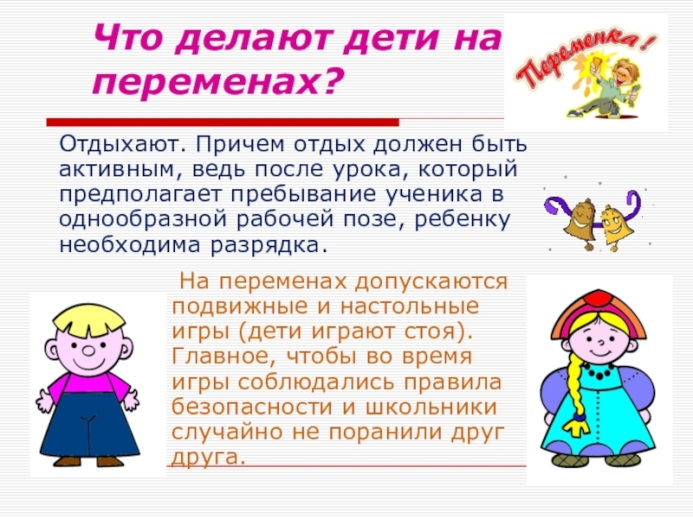 Что делают дети на
переменах?
Переменка!
Отдыхают. Причем отдых должен быть
активным, ведь после урока, который
предполагает пребывание ученика в
однообразной рабочей позе, ребенку
необходима разрядка.
На переменах допускаются
подвижные и настольные
игры (дети играют стоя).
Главное, чтобы во время
игры соблюдались правила
безопасности и школьники
случайно не поранили друг
друга.